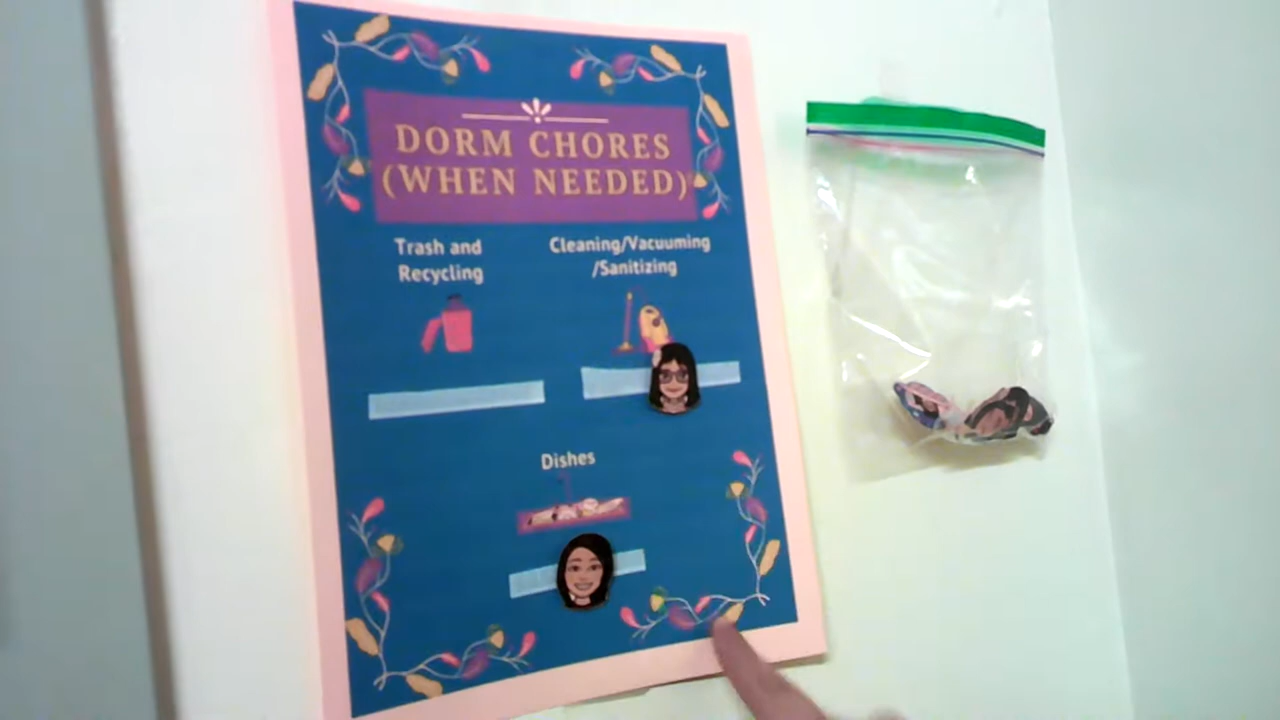 DORM CHORES
(WHEN NEEDED)
Trash and
Recycling
Cleaning/Vacuuming
/Sanitizing
Dishes